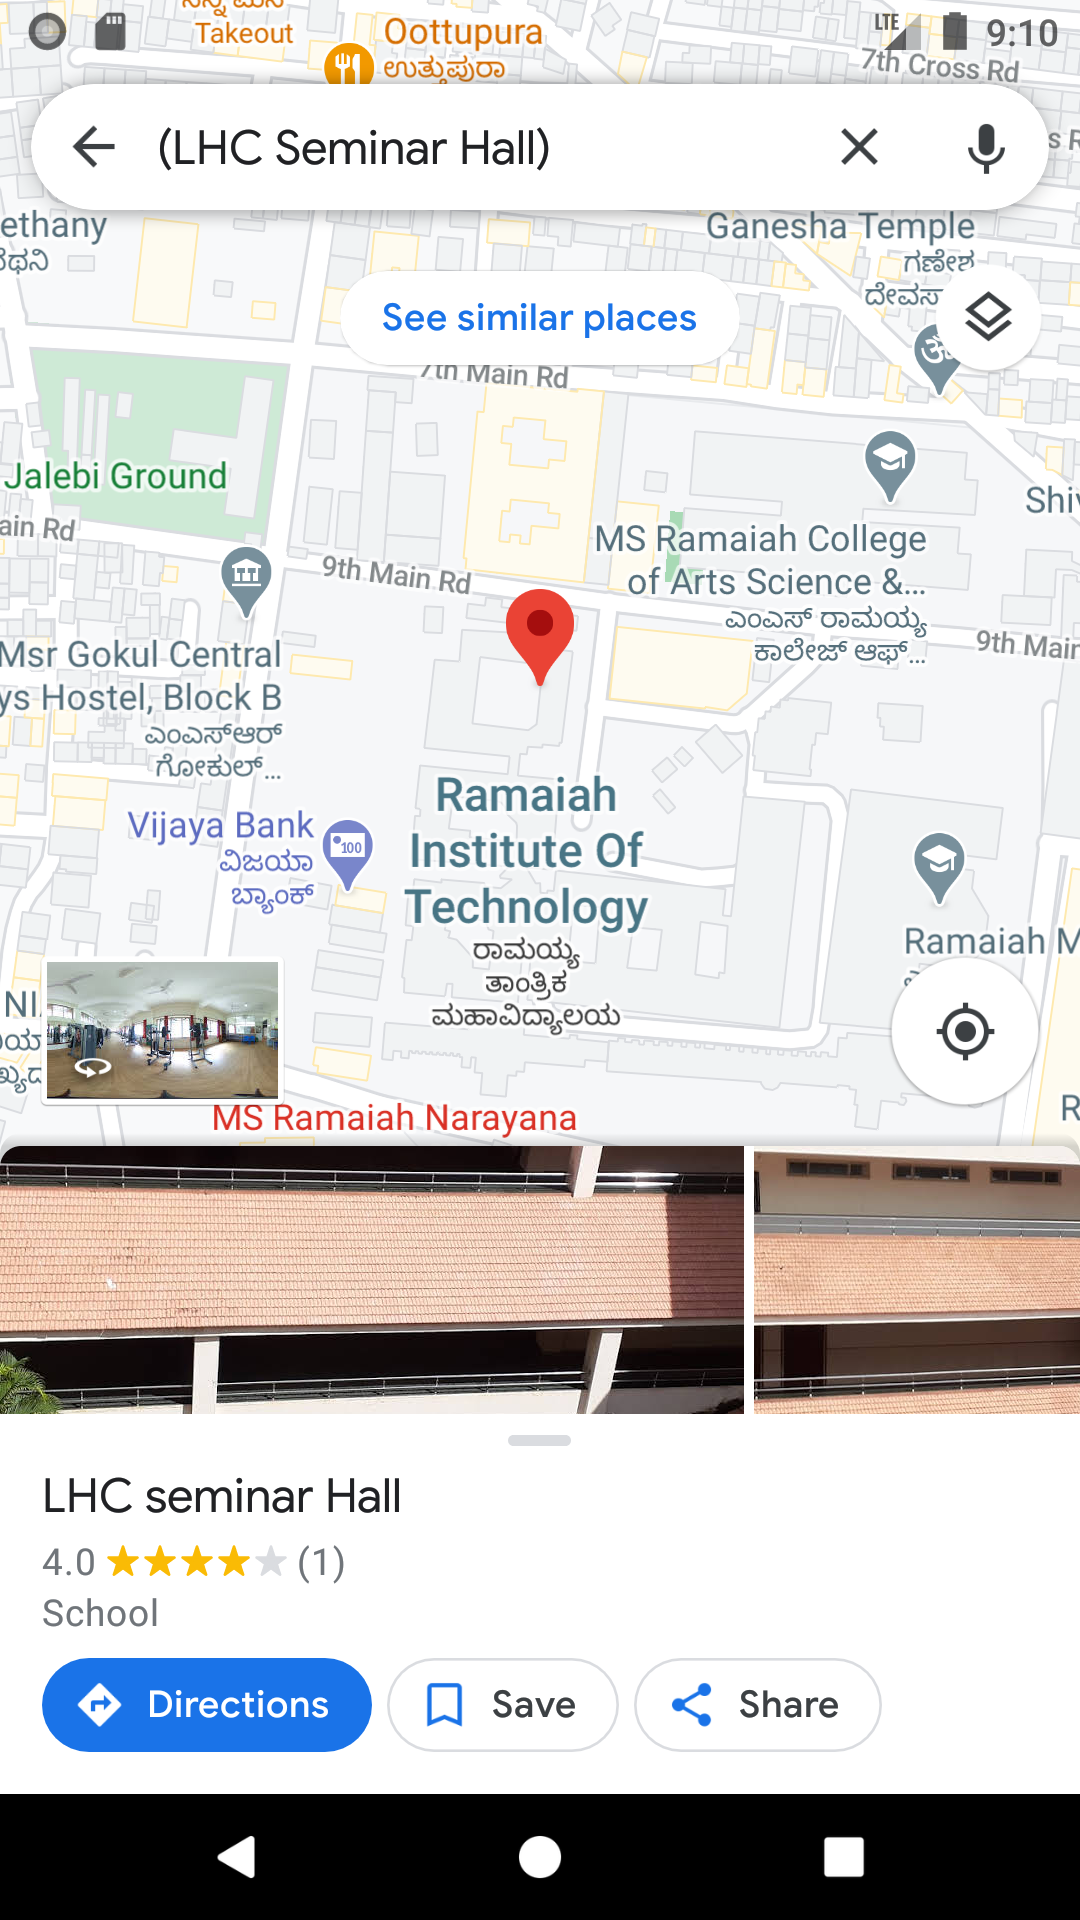 Takeout
Oottupura
ಉತ್ತುಪುರಾ
LTE
9:10
7th Cross Rd
(LHC Seminar Hall)
ethany
Ganesha Temple
ಗಣೇಶ
See similar places
7th Main Rd
Jalebi Ground
ain Rd
9th Main Rd
MS Ramaiah College
of Arts Science &...
ಎಂಎಸ್ ರಾಮಯ್ಯ
ಕಾಲೇಜ್ ಆಫ್...
Shiv
9th Main
Msr Gokul Central
ys Hostel, Block B
ಎಂಎಸ್ಆರ್
ಗೋಕುಲ್...
Vijaya Bank
ವಿಜಯಾ
ಬ್ಯಾಂಕ್
100
Ramaiah
Institute Of
Technology
ರಾಮಯ್ಯ
ತಾಂತ್ರಿಕ
ಮಹಾವಿದ್ಯಾಲಯ
Ramaiah M
NI
MS Ramaiah Narayana
R
LHC seminar Hall
4.0 (1)
School
Directions
Save
Share